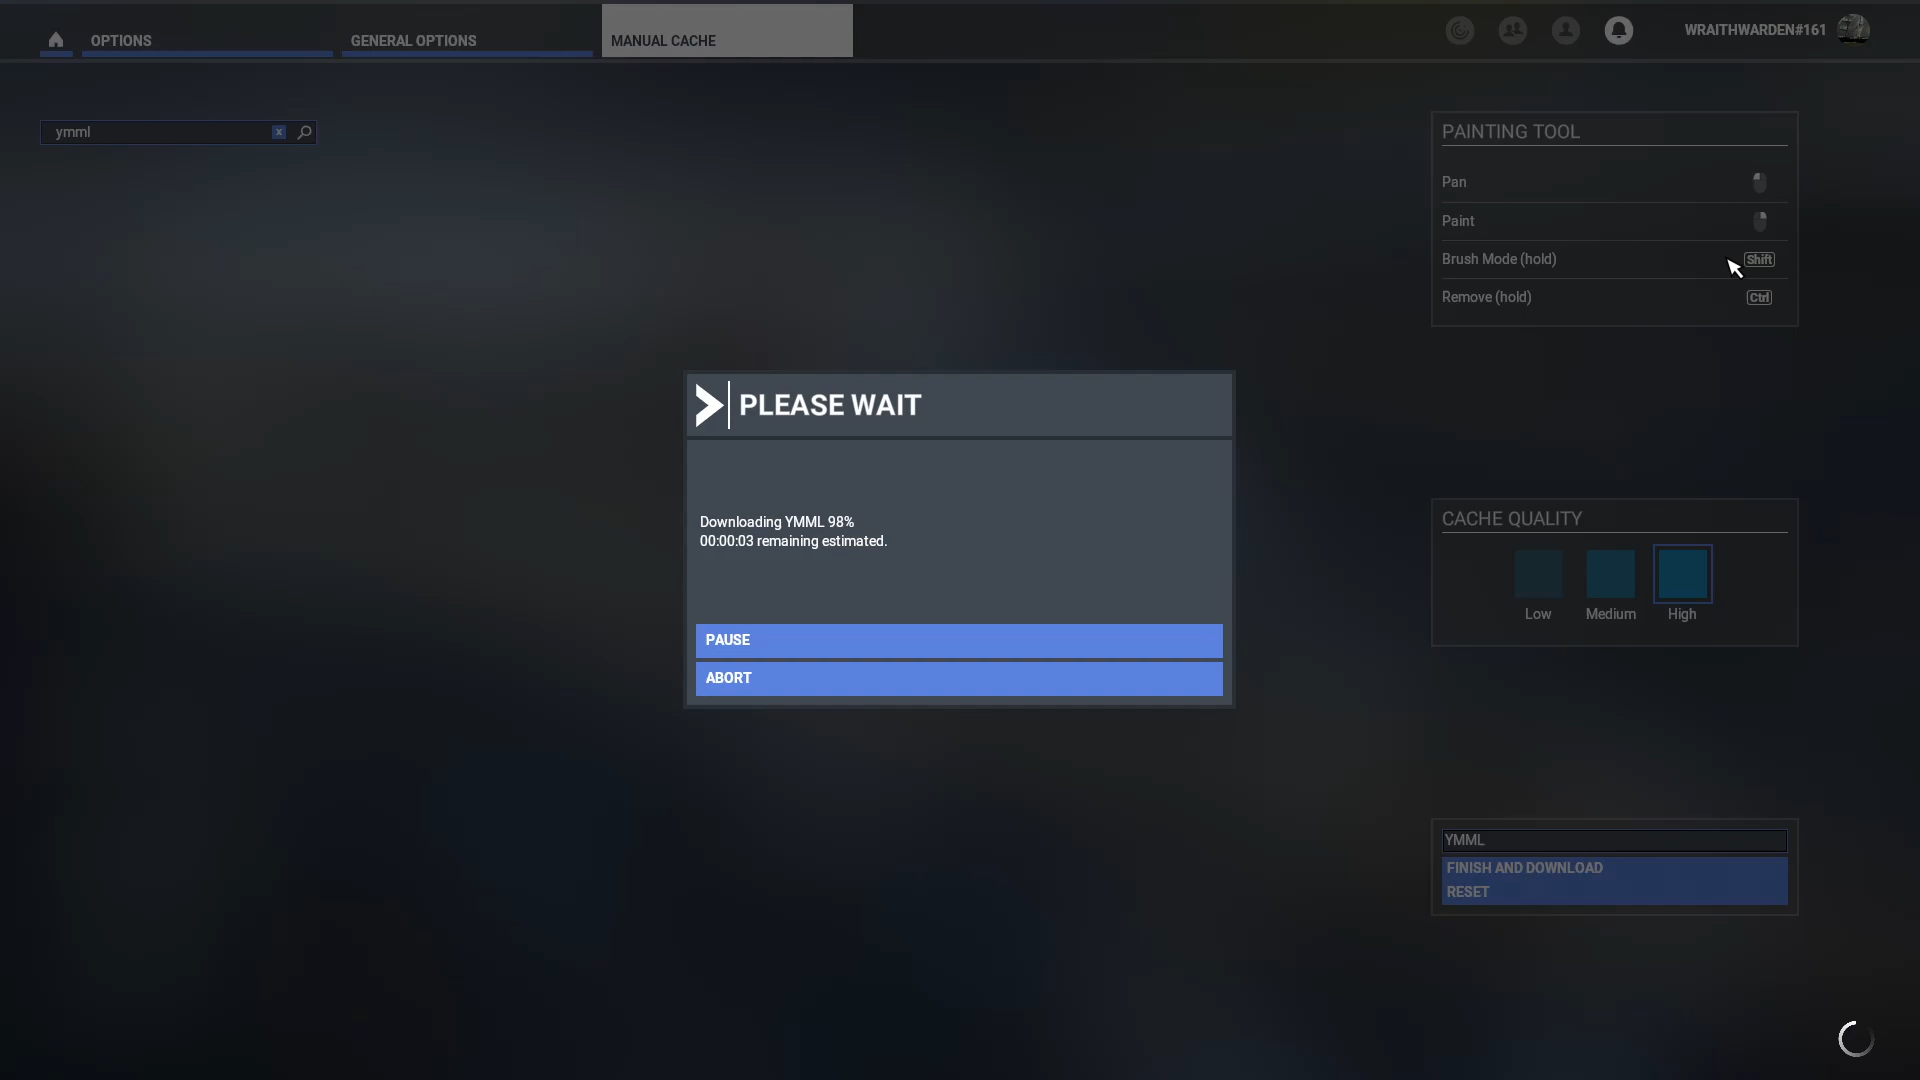 OPTIONS
GENERAL OPTIONS
MANUAL CACHE
WRAITHWARDEN#161
ymml
x
PAINTING TOOL
Pan
Paint
Brush Mode (hold)
Shift
Remove (hold)
Ctrl
PLEASE WAIT
Downloading YMML 98%
00:00:03 remaining estimated.
PAUSE
ABORT
CACHE QUALITY
Low
Medium
High
YMML
FINISH AND DOWNLOAD
RESET